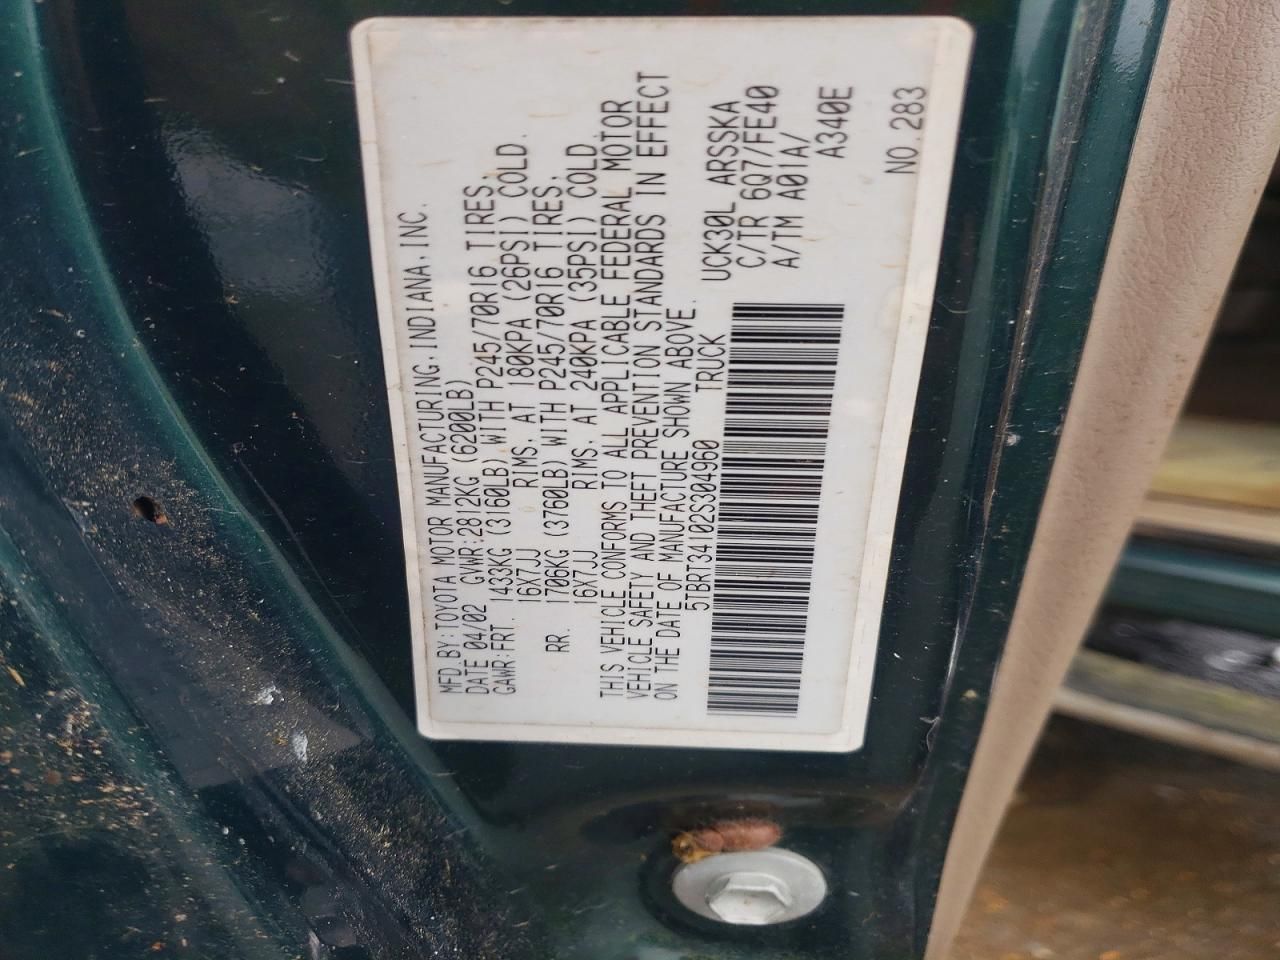 MFD.BY:TOYOTA MOTOR MANUFACTURING,INDIANA,INC.
DATE 04/02 GVWR:2812KG (6200LB)
GAWR:FRT. 1433KG (3160LB) WITH P245/70R16 TIRES,
16X7JJ RIMS, AT 180KPA (26PSI) COLD.
RR. 1706KG (3760LB) WITH P245/70R16 TIRES,
16X7JJ RIMS, AT 240KPA (35PSI) COLD.
THIS VEHICLE CONFORMS TO ALL APPLICABLE FEDERAL MOTOR
VEHICLE SAFETY AND THEFT PREVENTION STANDARDS IN EFFECT
ON THE DATE OF MANUFACTURE SHOWN ABOVE.
5TBRT34102S304960 TRUCK
UCK30L ARSSKA
C/TR 6Q7/FE40
A/TM A01A/
A340E
NO.283